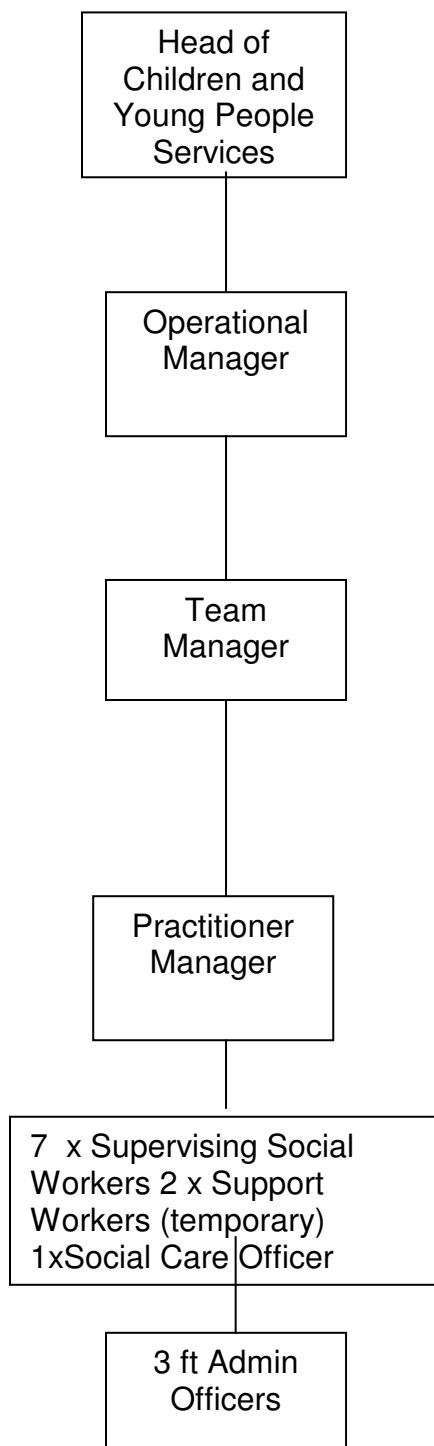 Head of
Children and
Young People
Services
Operational
Manager
Team
Manager
Practitioner
Manager
7 x Supervising Social
Workers 2 x Support
Workers (temporary)
1xSocial Care Officer
3 ft Admin
Officers